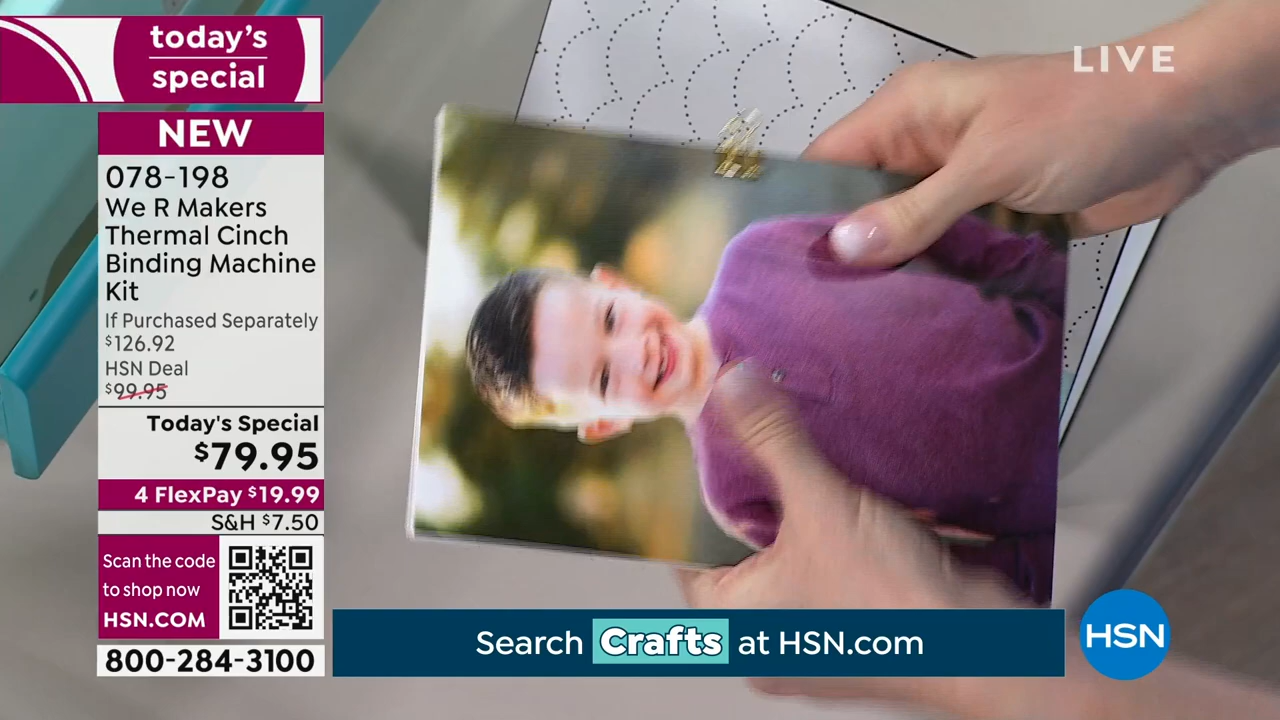 today's
special
NEW
078-198
We R Makers
Thermal Cinch
Binding Machine
Kit
If Purchased Separately
$126.92
HSN Deal
$99.95
Today's Special
$79.95
4 FlexPay $19.99
S&H $7.50
Scan the code
to shop now
HSN.COM
800-284-3100
LIVE
Search Crafts at HSN.com
HSN